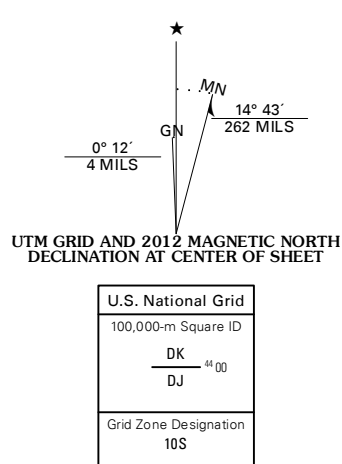 ★
MN
14° 43´
262 MILS
GN
0° 12´
4 MILS
UTM GRID AND 2012 MAGNETIC NORTH
DECLINATION AT CENTER OF SHEET
U.S. National Grid
100,000-m Square ID
DK
44 00
DJ
Grid Zone Designation
10S